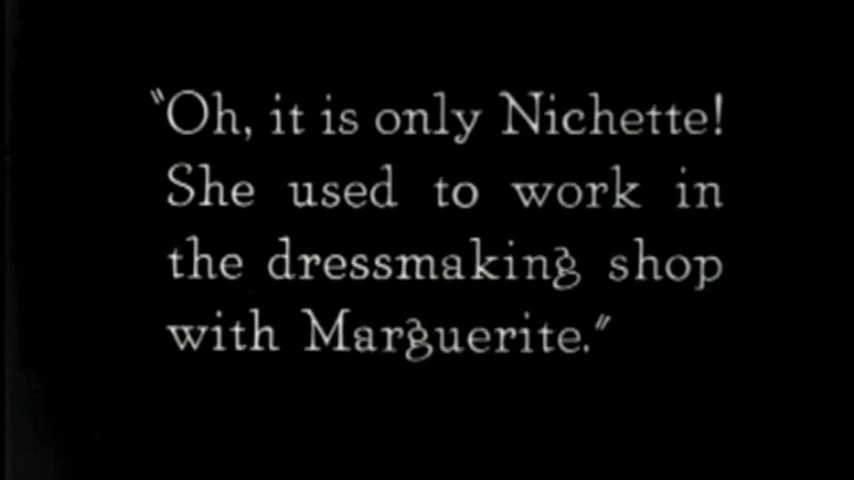 "Oh, it is only Nichette!
She used to work in
the dressmaking shop
with Marguerite."